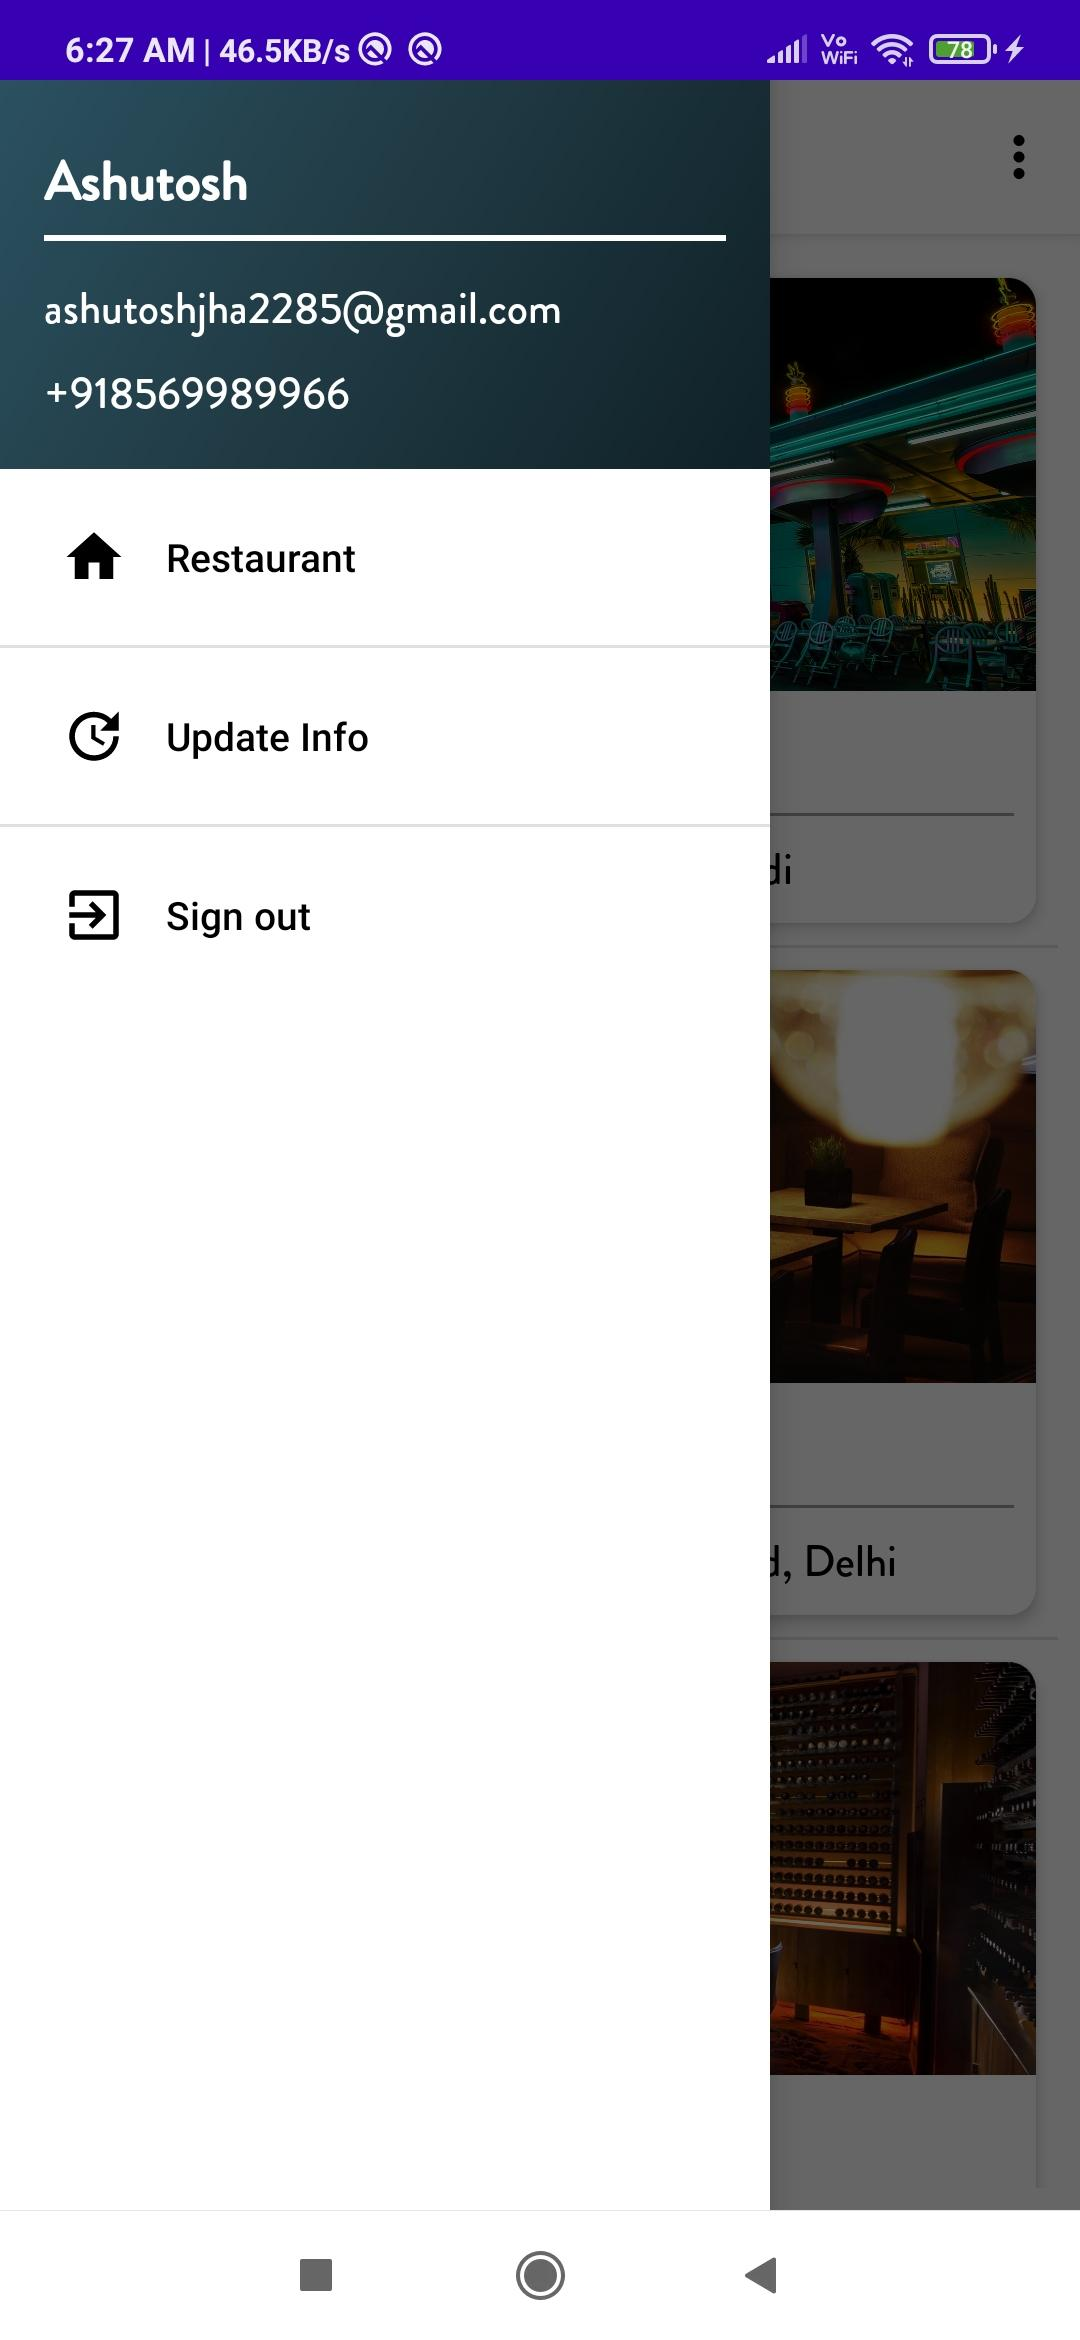 6:27 AM | 46.5KB/s
Vo WiFi
78
Ashutosh
ashutoshjha2285@gmail.com
+918569989966
Restaurant
Update Info
Sign out
di
d, Delhi